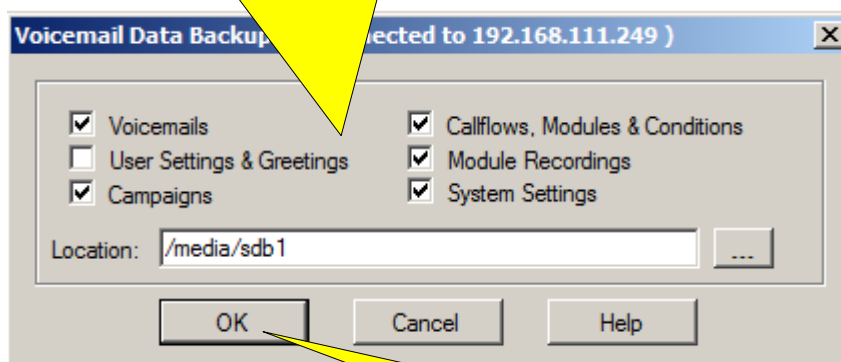 Voicemail Data Backup ected to 192.168.111.249 )
Voicemails
User Settings & Greetings
Campaigns
Callflows, Modules & Conditions
Module Recordings
System Settings
Location: /media/sdb1 ...
OK Cancel Help